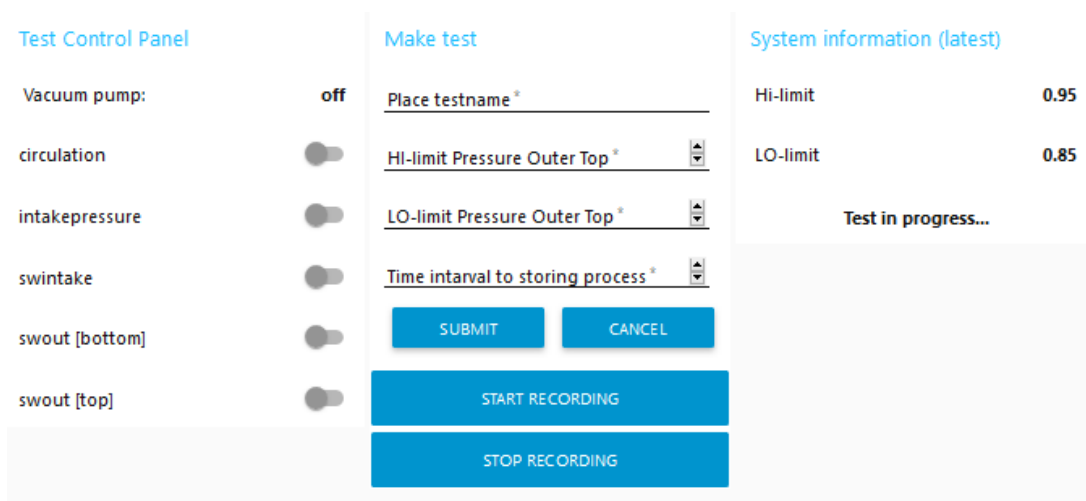 Test Control Panel
Vacuum pump: off
circulation
intakepressure
swintake
swout [bottom]
swout [top]
Make test
Place testname *
HI-limit Pressure Outer Top *
LO-limit Pressure Outer Top *
Time intarval to storing process *
SUBMIT CANCEL
START RECORDING
STOP RECORDING
System information (latest)
Hi-limit 0.95
LO-limit 0.85
Test in progress...